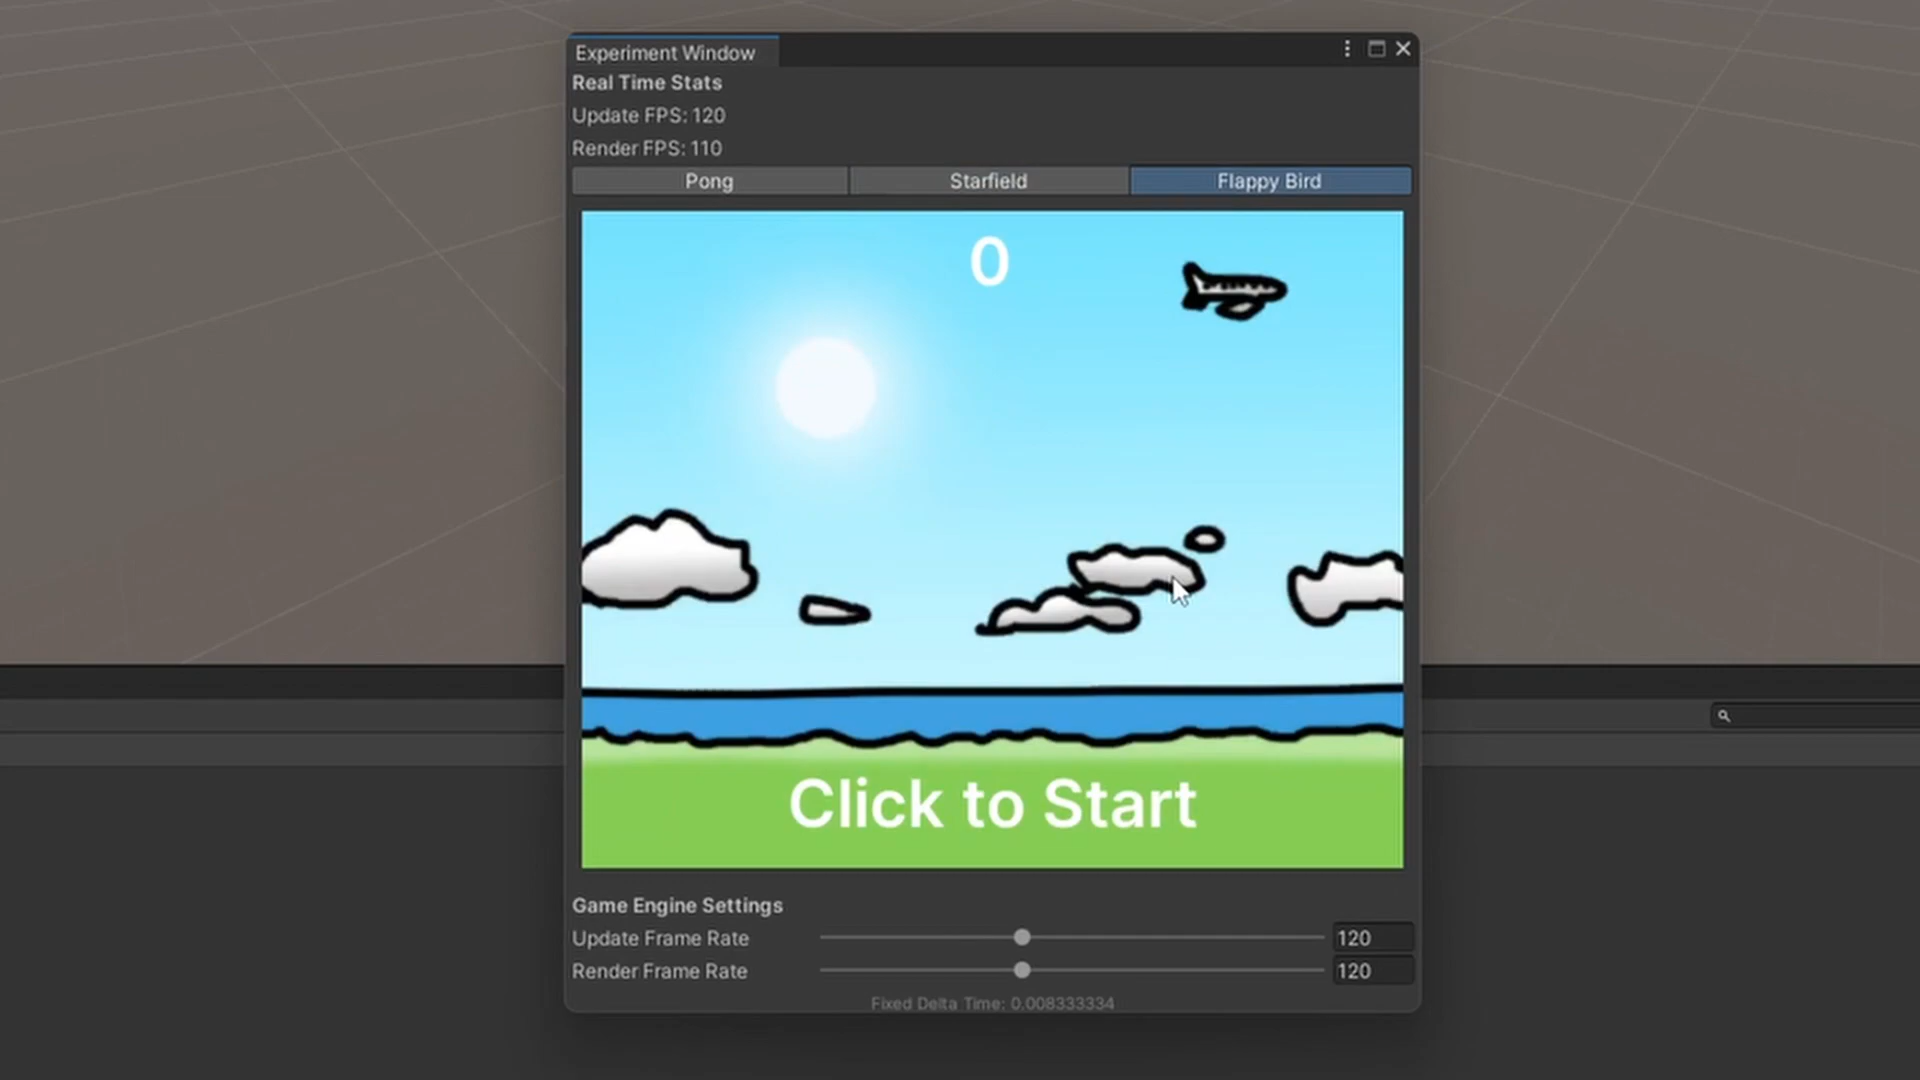 Experiment Window
Real Time Stats
Update FPS: 120
Render FPS: 110
Pong
Starfield
Flappy Bird
0
Click to Start
Game Engine Settings
Update Frame Rate
120
Render Frame Rate
120
Fixed Delta Time: 0.008333334